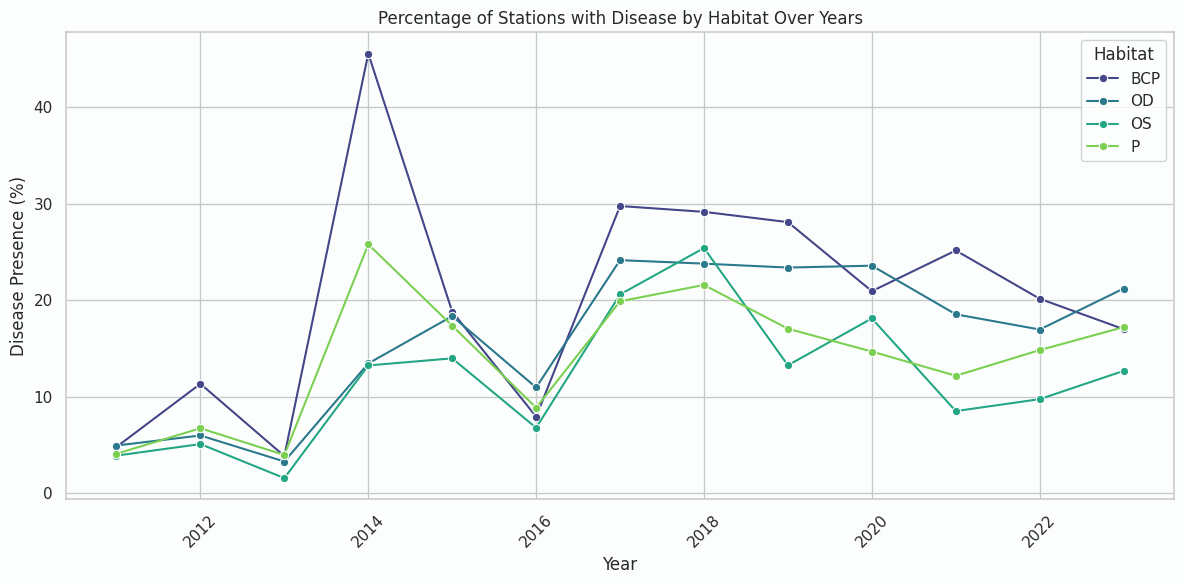 Percentage of Stations with Disease by Habitat Over Years
Habitat
BCP
OD
OS
P
Disease Presence (%)
40
30
20
10
0
2012
2014
2016
2018
2020
2022
Year